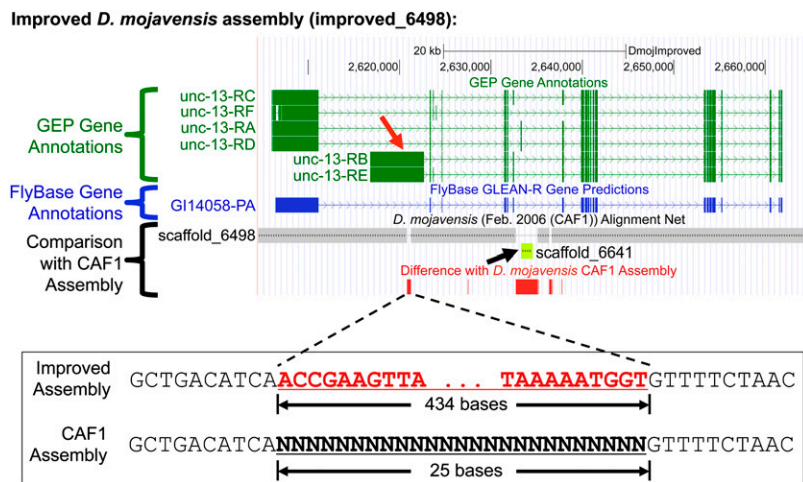 Improved D. mojavensis assembly (improved_6498):
20 kb DmojImproved
2,620,000 2,630,000 2,640,000 2,650,000 2,660,000
GEP Gene Annotations
GEP Gene Annotations
unc-13-RC
unc-13-RF
unc-13-RA
unc-13-RD
unc-13-RB
unc-13-RE
FlyBase Gene Annotations
FlyBase GLEAN-R Gene Predictions
GI14058-PA
Comparison with CAF1 Assembly
D. mojavensis (Feb. 2006 (CAF1)) Alignment Net
scaffold_6498
scaffold_6641
Difference with D. mojavensis CAF1 Assembly
Improved Assembly
GCTGACATCAACCGAAGTTA ... TAAAAATGGTGTTTTCTAAC
434 bases
CAF1 Assembly
GCTGACATCANNNNNNNNNNNNNNNNNNNNNNNNNGTTTTCTAAC
25 bases